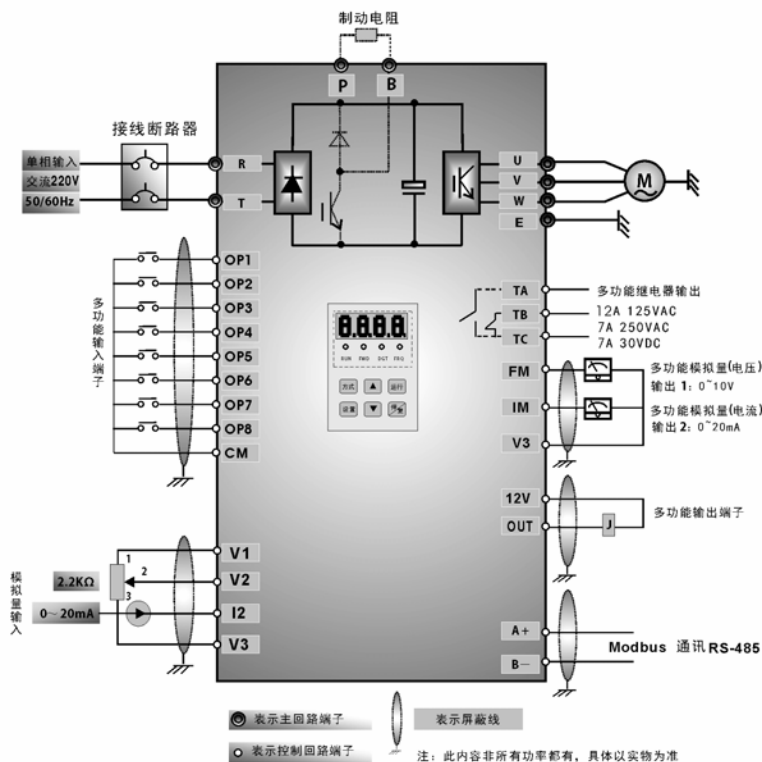 制动电阻
P B
接线断路器
单相输入
交流220V
50/60Hz
R
T
U
V
W
E
M
多功能输入端子
OP1
OP2
OP3
OP4
OP5
OP6
OP7
OP8
CM
8.8.8.8
RUN FWD DGT FRQ
方式 ▲ 运行
设置 ▼
TA
TB
TC
多功能继电器输出
12A 125VAC
7A 250VAC
7A 30VDC
FM
IM
V3
多功能模拟量(电压)
输出 1: 0~10V
多功能模拟量(电流)
输出 2: 0~20mA
12V
OUT
J
多功能输出端子
模拟量输入
2.2KΩ
0~20mA
1
2
3
V1
V2
I2
V3
A+
B-
Modbus 通讯 RS-485
表示主回路端子
表示屏蔽线
表示控制回路端子
注: 此内容非所有功率都有, 具体以实物为准